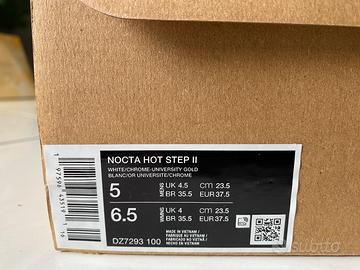 NOCTA HOT STEP II
WHITE/CHROME-UNIVERSITY GOLD
BLANC/OR UNIVERSITE/CHROME
5 MENS UK 4.5 CM 23.5
BR 35.5 EUR 37.5
6.5 WMNS UK 4 CM 23.5
BR 35.5 EUR 37.5
MADE IN VIETNAM /
FABRIQUÉ AU VIETNAM /
HECHO EN VIETNAM
DZ7293 100
subito